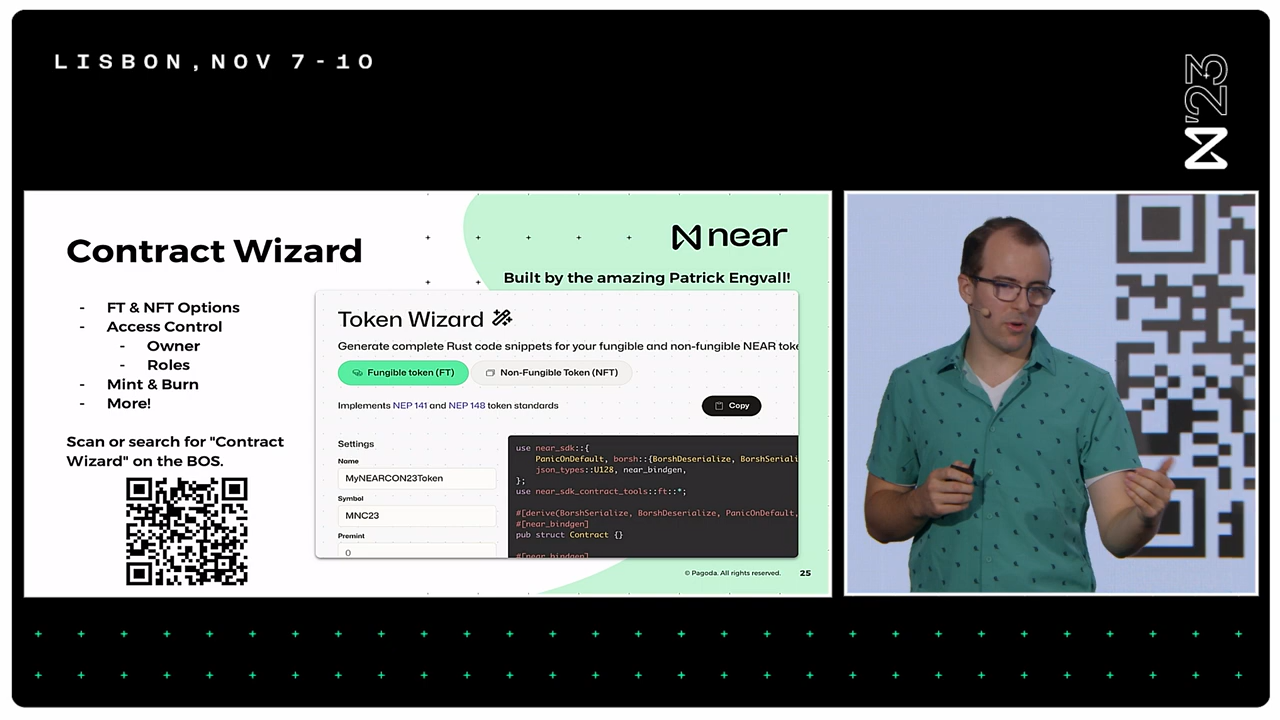 LISBON, NOV 7-10
'23
Contract Wizard
near
Built by the amazing Patrick Engvall!
- FT & NFT Options
- Access Control
- Owner
- Roles
- Mint & Burn
- More!
Scan or search for "Contract
Wizard" on the BOS.
Token Wizard
Generate complete Rust code snippets for your fungible and non-fungible NEAR toke
Fungible token (FT)
Non-Fungible Token (NFT)
Implements NEP 141 and NEP 148 token standards
Copy
Settings
Name
MyNEARCON23Token
Symbol
MNC23
Premint
0
use near_sdk::{
PanicOnDefault, borsh::{BorshDeserialize, BorshSeriali
json_types::U128, near_bindgen,
};
use near_sdk_contract_tools::ft::*;
#[derive(BorshSerialize, BorshDeserialize, PanicOnDefault,
#[near_bindgen]
pub struct Contract {}
#[near_bindgen]
© Pagoda. All rights reserved.
25